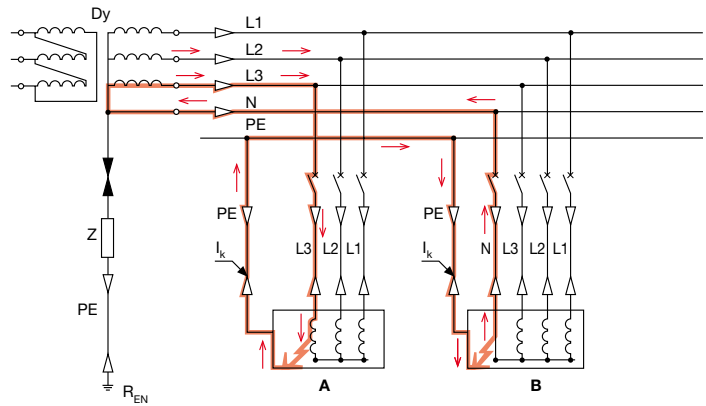 Dy
L1
L2
L3
N
PE
PE
L3 L2 L1
PE
N L3 L2 L1
Z
I_k
I_k
PE
R_EN
A
B